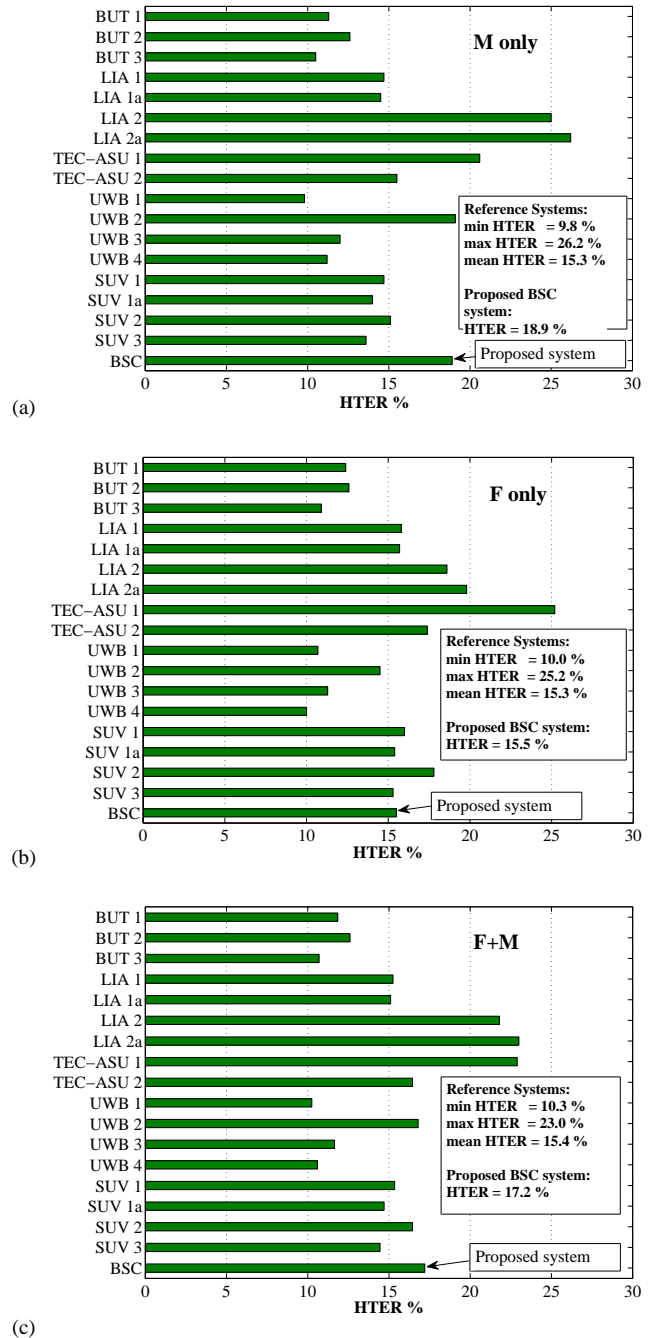 BUT 1
BUT 2
BUT 3
LIA 1
LIA 1a
LIA 2
LIA 2a
TEC−ASU 1
TEC−ASU 2
UWB 1
UWB 2
UWB 3
UWB 4
SUV 1
SUV 1a
SUV 2
SUV 3
BSC
M only
Reference Systems:
min HTER = 9.8 %
max HTER = 26.2 %
mean HTER = 15.3 %
Proposed BSC
system:
HTER = 18.9 %
Proposed system
0 5 10 15 20 25 30
HTER %
(a)
BUT 1
BUT 2
BUT 3
LIA 1
LIA 1a
LIA 2
LIA 2a
TEC−ASU 1
TEC−ASU 2
UWB 1
UWB 2
UWB 3
UWB 4
SUV 1
SUV 1a
SUV 2
SUV 3
BSC
F only
Reference Systems:
min HTER = 10.0 %
max HTER = 25.2 %
mean HTER = 15.3 %
Proposed BSC system:
HTER = 15.5 %
Proposed system
0 5 10 15 20 25 30
HTER %
(b)
BUT 1
BUT 2
BUT 3
LIA 1
LIA 1a
LIA 2
LIA 2a
TEC−ASU 1
TEC−ASU 2
UWB 1
UWB 2
UWB 3
UWB 4
SUV 1
SUV 1a
SUV 2
SUV 3
BSC
F+M
Reference Systems:
min HTER = 10.3 %
max HTER = 23.0 %
mean HTER = 15.4 %
Proposed BSC system:
HTER = 17.2 %
Proposed system
0 5 10 15 20 25 30
HTER %
(c)